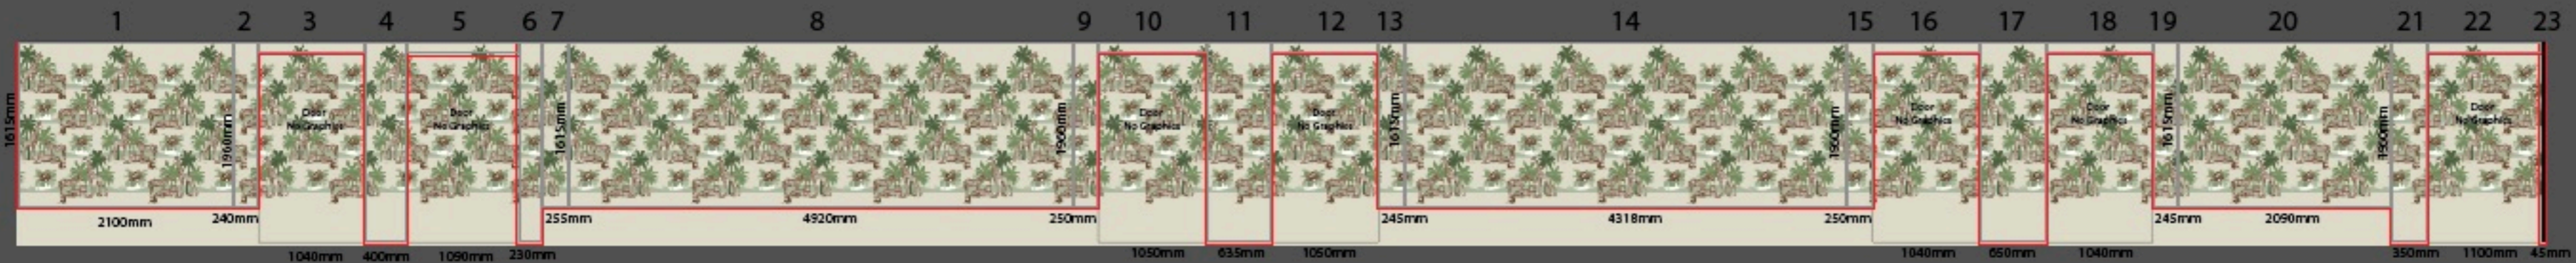 1 2 3 4 5 6 7 8 9 10 11 12 13 14 15 16 17 18 19 20 21 22 23
1615mm 1960mm 1615mm 1960mm 1615mm 1960mm 1615mm 1960mm
Door Door Door Door Door Door Door
No Graphics No Graphics No Graphics No Graphics No Graphics No Graphics No Graphics
2100mm 240mm 255mm 4920mm 250mm 245mm 4318mm 250mm 245mm 2090mm
1040mm 400mm 1090mm 230mm 1050mm 635mm 1050mm 1040mm 650mm 1040mm 350mm 1100mm 45mm